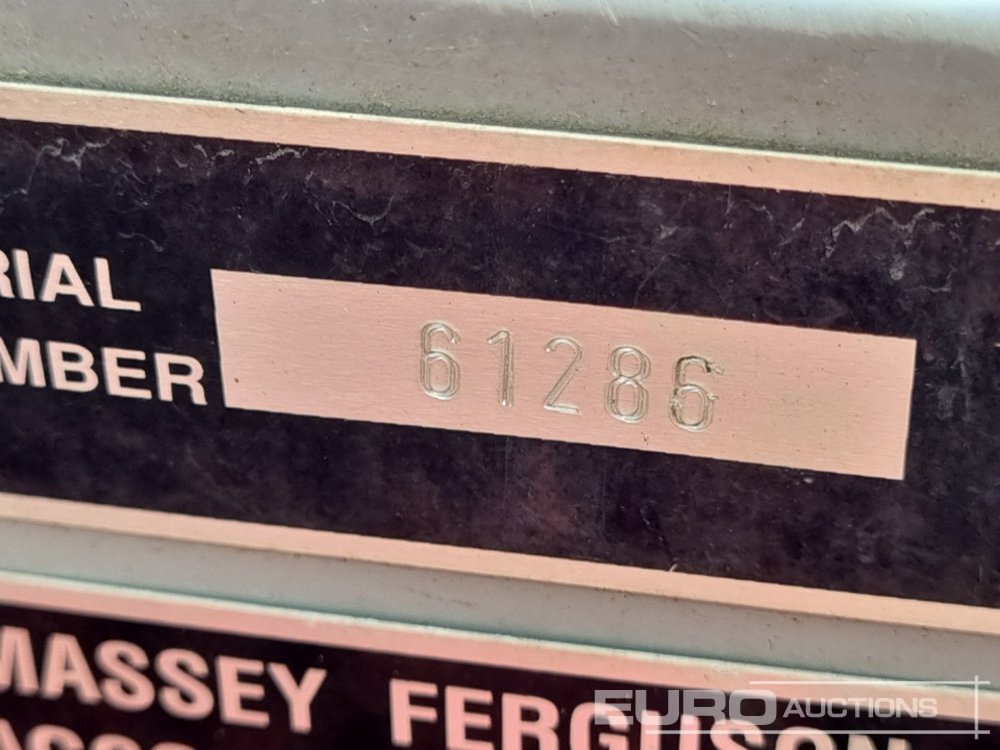 RIAL
MBER
61286
MASSEY FERGUSON
EURO AUCTIONS